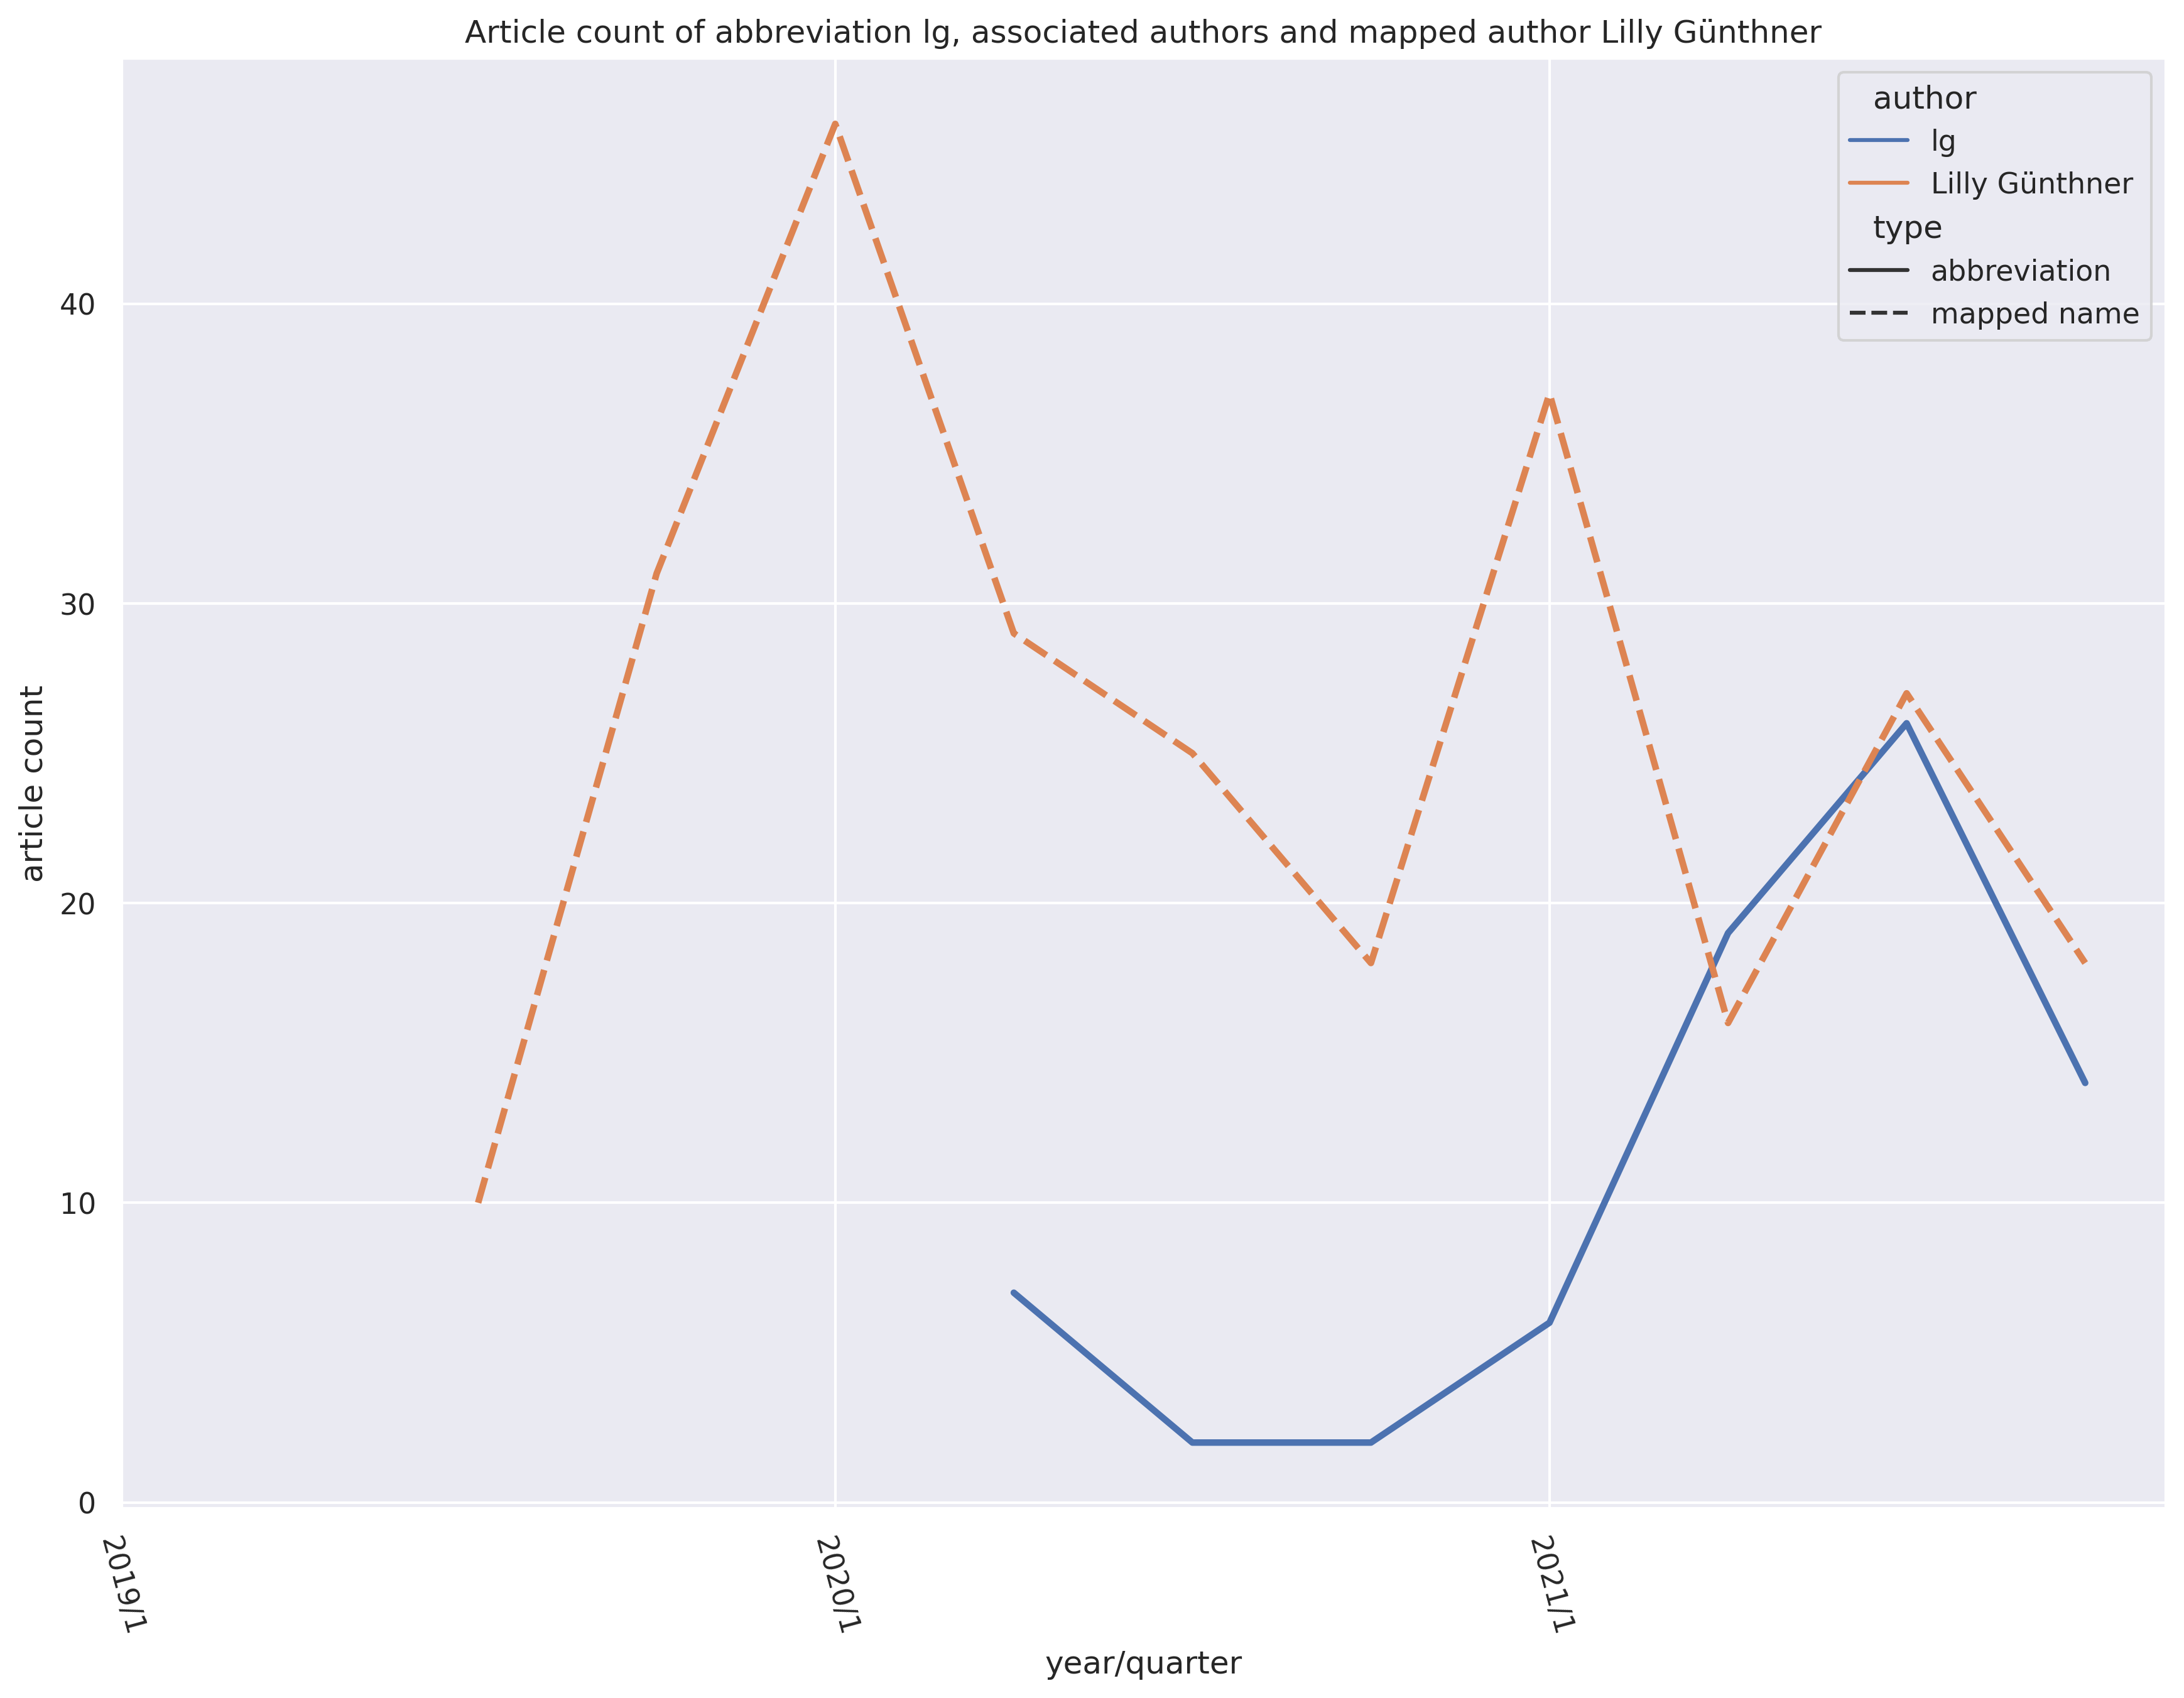 Article count of abbreviation lg, associated authors and mapped author Lilly Günthner
author
lg
Lilly Günthner
type
abbreviation
mapped name
article count
40
30
20
10
0
2019/1
2020/1
2021/1
year/quarter